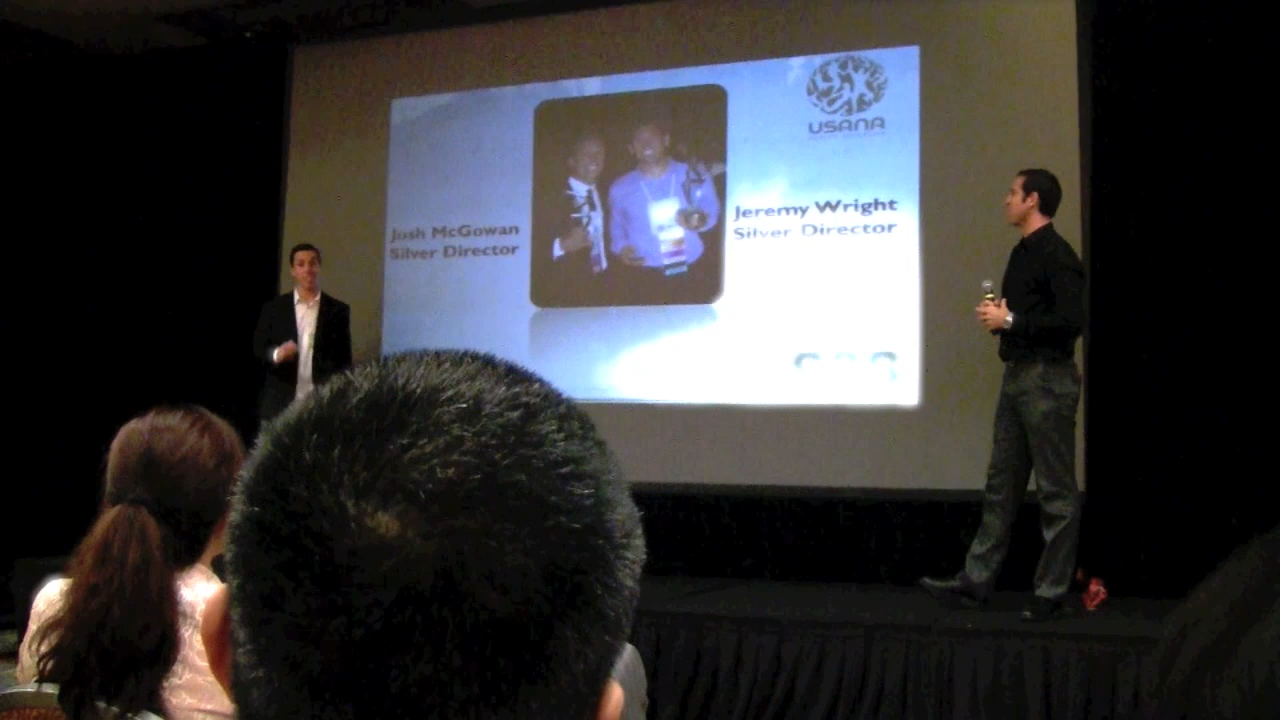 USANA
Josh McGowan
Silver Director
Jeremy Wright
Silver Director